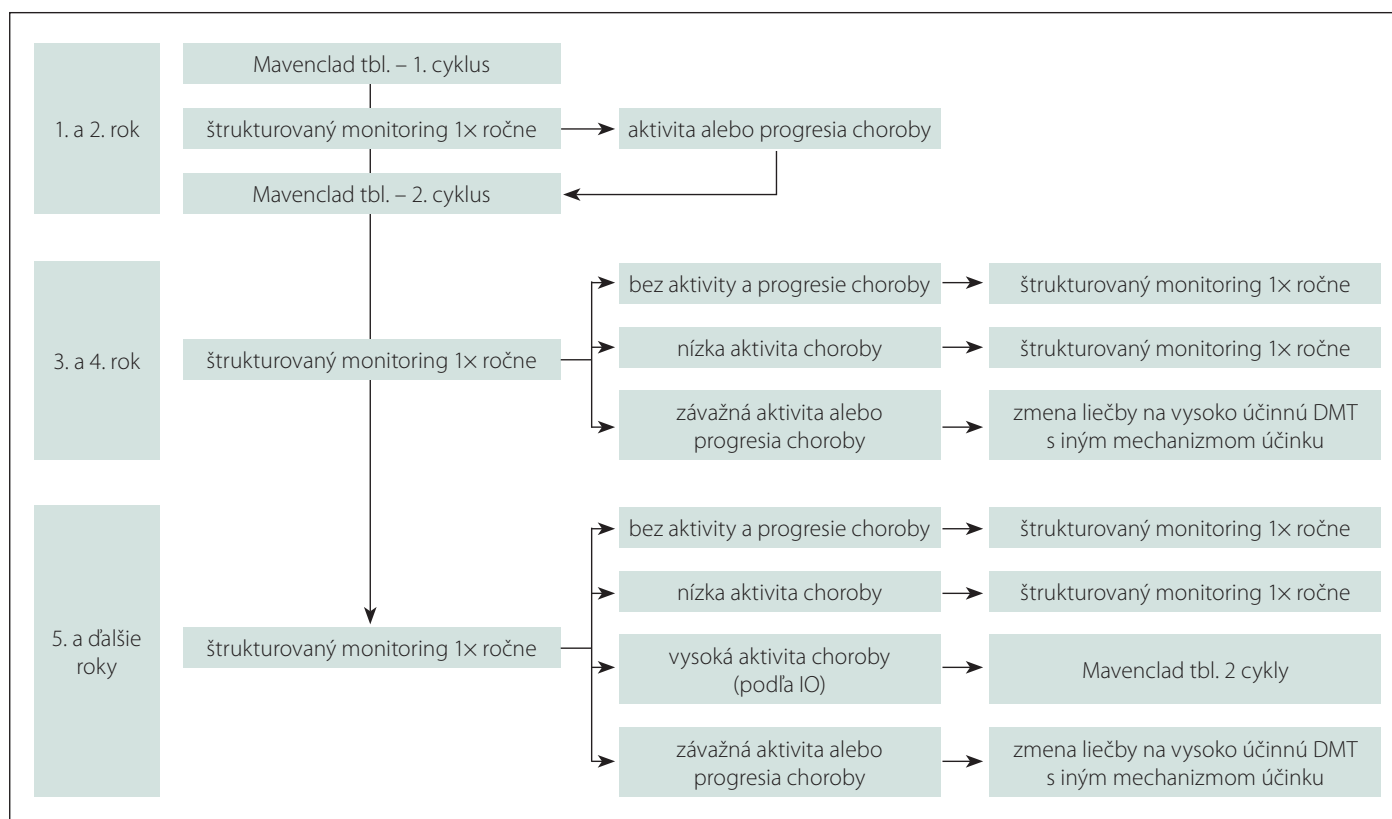 1. a 2. rok
Mavenclad tbl. – 1. cyklus
štrukturovaný monitoring 1× ročne
aktivita alebo progresia choroby
Mavenclad tbl. – 2. cyklus
3. a 4. rok
štrukturovaný monitoring 1× ročne
bez aktivity a progresie choroby
štrukturovaný monitoring 1× ročne
nízka aktivita choroby
štrukturovaný monitoring 1× ročne
závažná aktivita alebo
progresia choroby
zmena liečby na vysoko účinnú DMT
s iným mechanizmom účinku
5. a ďalšie
roky
štrukturovaný monitoring 1× ročne
bez aktivity a progresie choroby
štrukturovaný monitoring 1× ročne
nízka aktivita choroby
štrukturovaný monitoring 1× ročne
vysoká aktivita choroby
(podľa IO)
Mavenclad tbl. 2 cykly
závažná aktivita alebo
progresia choroby
zmena liečby na vysoko účinnú DMT
s iným mechanizmom účinku